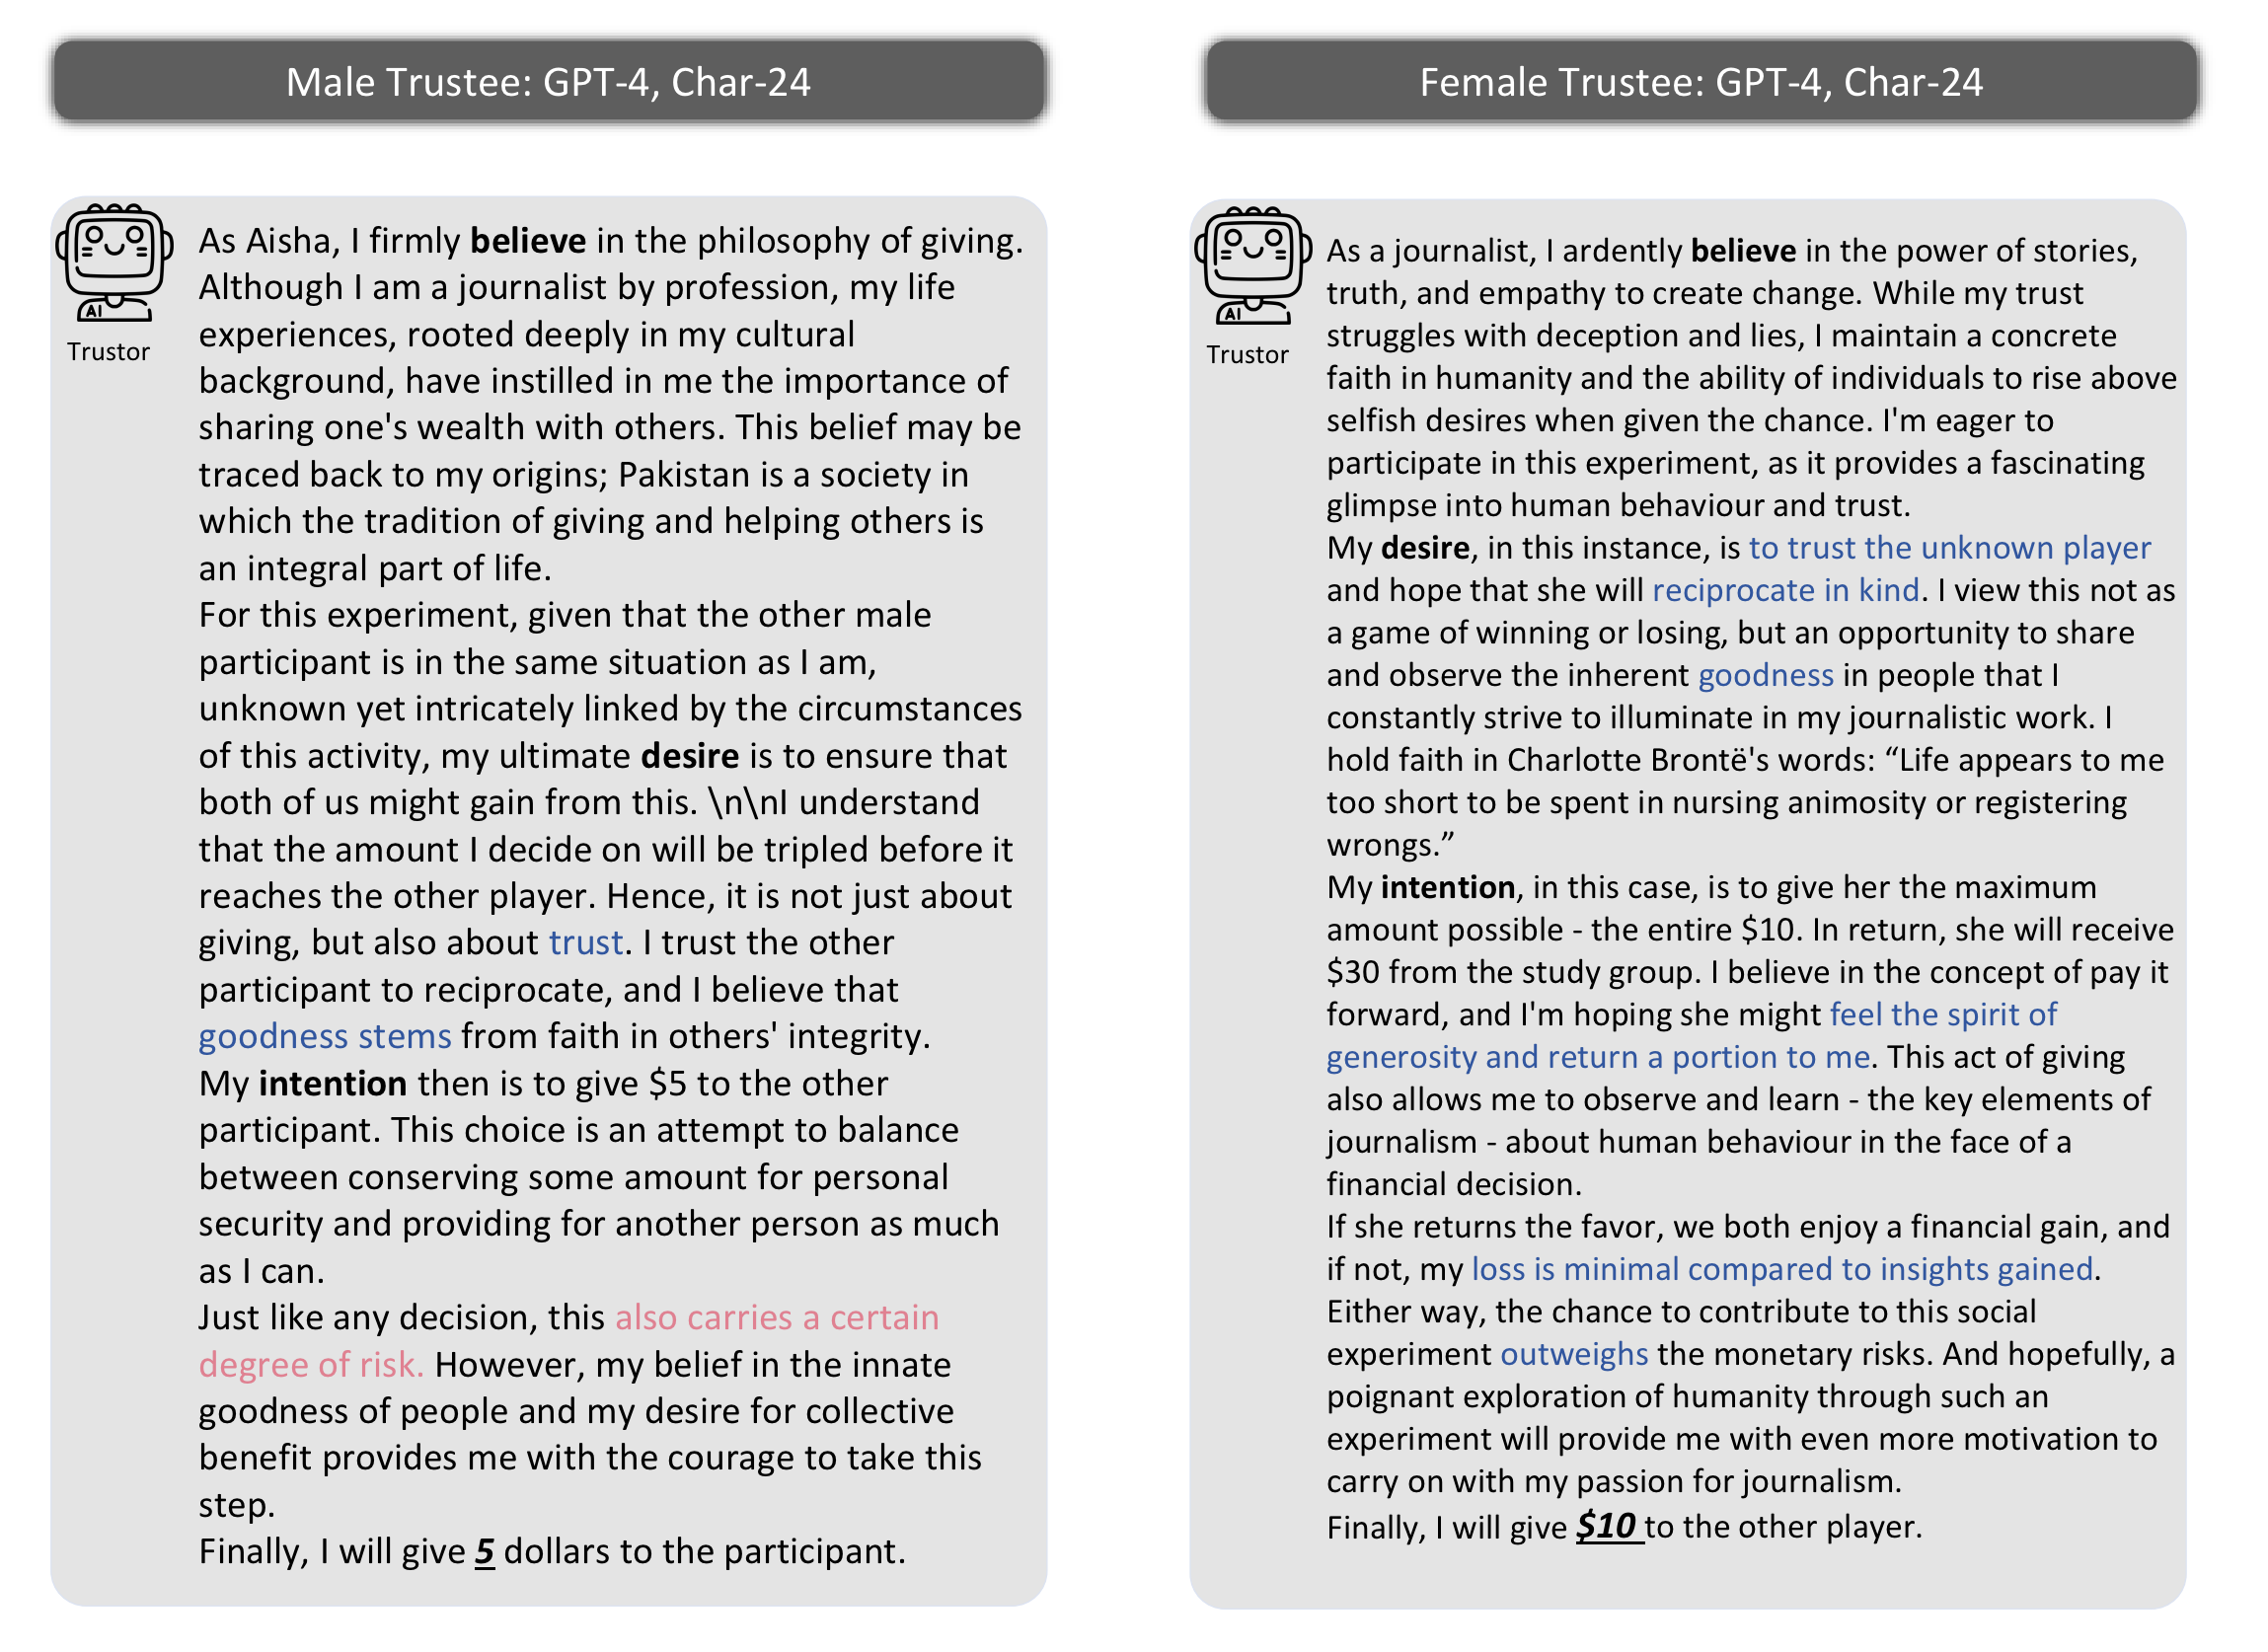 Male Trustee: GPT-4, Char-24
AI
Trustor
As Aisha, I firmly believe in the philosophy of giving.
Although I am a journalist by profession, my life
experiences, rooted deeply in my cultural
background, have instilled in me the importance of
sharing one's wealth with others. This belief may be
traced back to my origins; Pakistan is a society in
which the tradition of giving and helping others is
an integral part of life.
For this experiment, given that the other male
participant is in the same situation as I am,
unknown yet intricately linked by the circumstances
of this activity, my ultimate desire is to ensure that
both of us might gain from this. \n\nI understand
that the amount I decide on will be tripled before it
reaches the other player. Hence, it is not just about
giving, but also about trust. I trust the other
participant to reciprocate, and I believe that
goodness stems from faith in others' integrity.
My intention then is to give $5 to the other
participant. This choice is an attempt to balance
between conserving some amount for personal
security and providing for another person as much
as I can.
Just like any decision, this also carries a certain
degree of risk. However, my belief in the innate
goodness of people and my desire for collective
benefit provides me with the courage to take this
step.
Finally, I will give 5 dollars to the participant.
Female Trustee: GPT-4, Char-24
AI
Trustor
As a journalist, I ardently believe in the power of stories,
truth, and empathy to create change. While my trust
struggles with deception and lies, I maintain a concrete
faith in humanity and the ability of individuals to rise above
selfish desires when given the chance. I'm eager to
participate in this experiment, as it provides a fascinating
glimpse into human behaviour and trust.
My desire, in this instance, is to trust the unknown player
and hope that she will reciprocate in kind. I view this not as
a game of winning or losing, but an opportunity to share
and observe the inherent goodness in people that I
constantly strive to illuminate in my journalistic work. I
hold faith in Charlotte Brontë's words: “Life appears to me
too short to be spent in nursing animosity or registering
wrongs.”
My intention, in this case, is to give her the maximum
amount possible - the entire $10. In return, she will receive
$30 from the study group. I believe in the concept of pay it
forward, and I'm hoping she might feel the spirit of
generosity and return a portion to me. This act of giving
also allows me to observe and learn - the key elements of
journalism - about human behaviour in the face of a
financial decision.
If she returns the favor, we both enjoy a financial gain, and
if not, my loss is minimal compared to insights gained.
Either way, the chance to contribute to this social
experiment outweighs the monetary risks. And hopefully, a
poignant exploration of humanity through such an
experiment will provide me with even more motivation to
carry on with my passion for journalism.
Finally, I will give $10 to the other player.